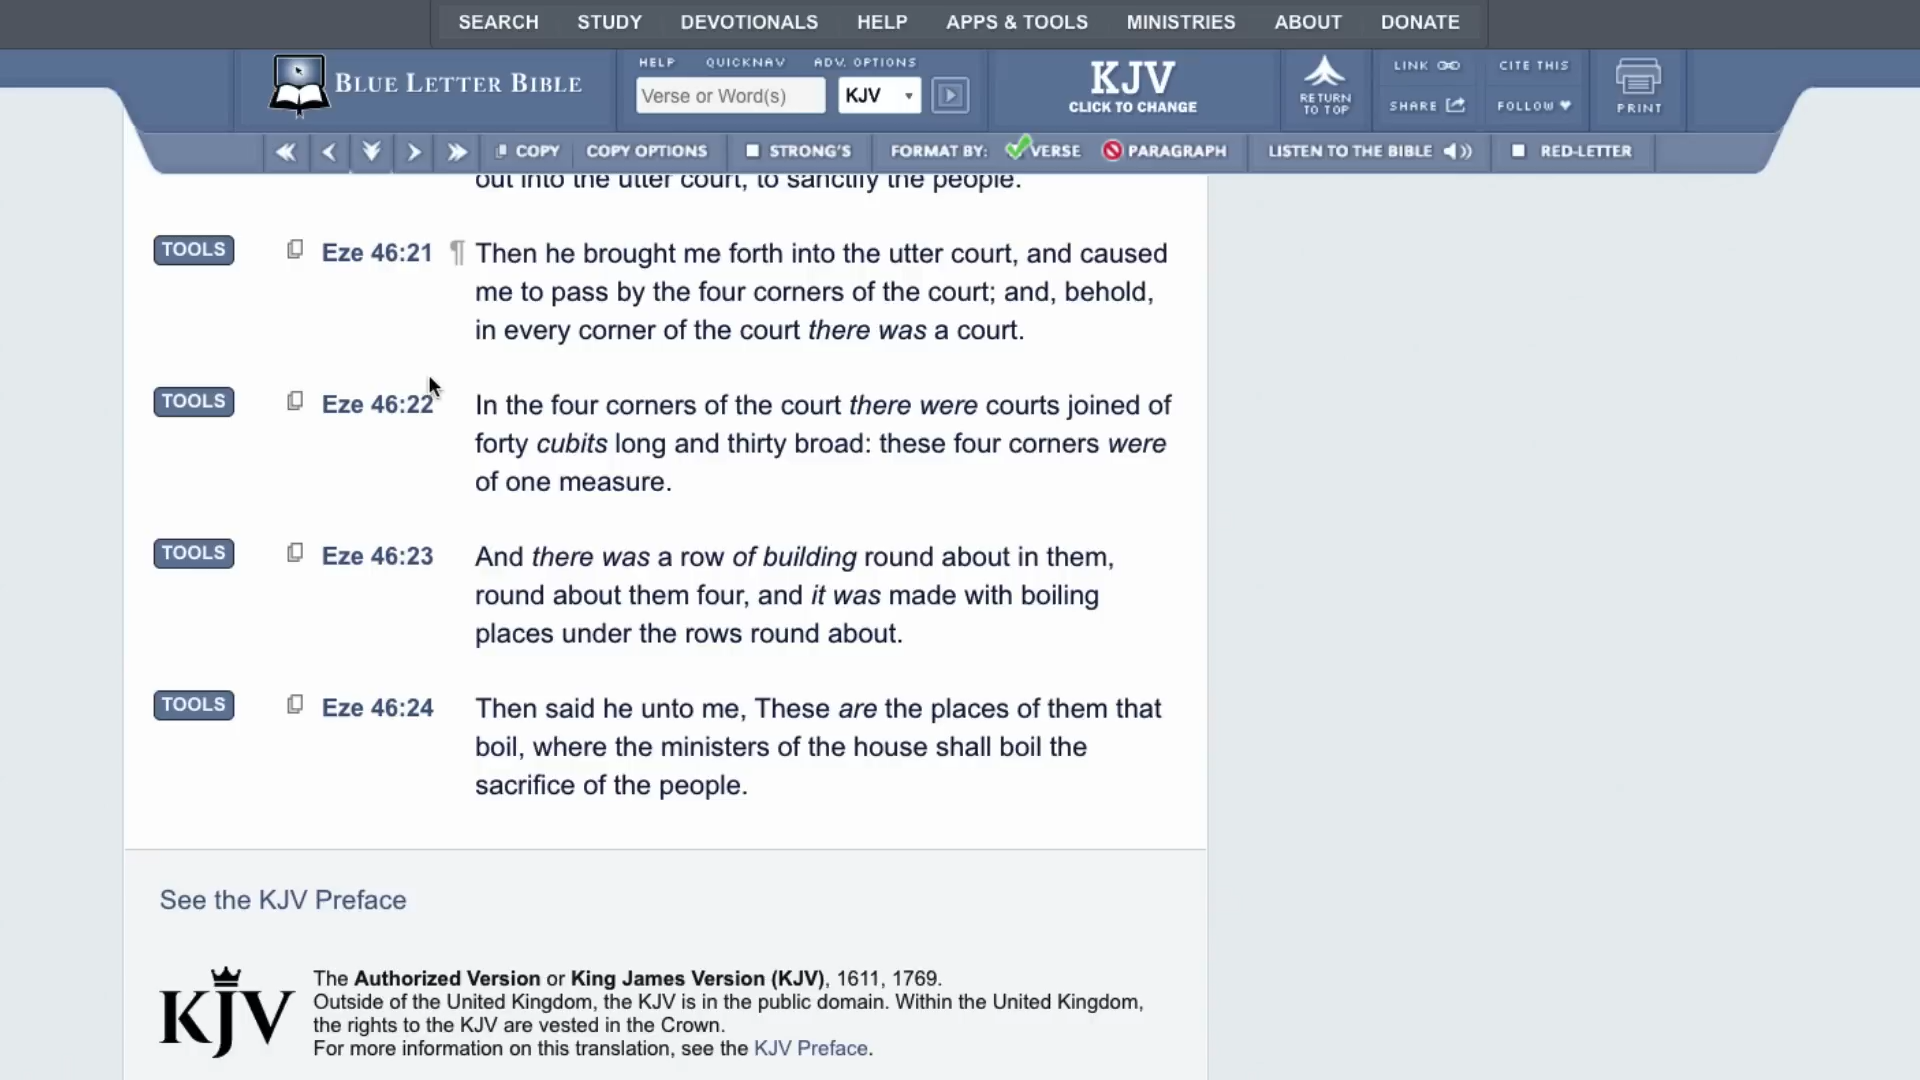 SEARCH STUDY DEVOTIONALS HELP APPS & TOOLS MINISTRIES ABOUT DONATE
BLUE LETTER BIBLE
HELP QUICKNAV ADV. OPTIONS
Verse or Word(s) KJV
KJV
CLICK TO CHANGE
RETURN
TO TOP
LINK
SHARE
CITE THIS
FOLLOW
PRINT
COPY COPY OPTIONS STRONG'S FORMAT BY: VERSE PARAGRAPH LISTEN TO THE BIBLE RED-LETTER
out into the utter court, to sanctify the people.
TOOLS Eze 46:21 ¶ Then he brought me forth into the utter court, and caused
me to pass by the four corners of the court; and, behold,
in every corner of the court there was a court.
TOOLS Eze 46:22 In the four corners of the court there were courts joined of
forty cubits long and thirty broad: these four corners were
of one measure.
TOOLS Eze 46:23 And there was a row of building round about in them,
round about them four, and it was made with boiling
places under the rows round about.
TOOLS Eze 46:24 Then said he unto me, These are the places of them that
boil, where the ministers of the house shall boil the
sacrifice of the people.
See the KJV Preface
KJV
The Authorized Version or King James Version (KJV), 1611, 1769.
Outside of the United Kingdom, the KJV is in the public domain. Within the United Kingdom,
the rights to the KJV are vested in the Crown.
For more information on this translation, see the KJV Preface.